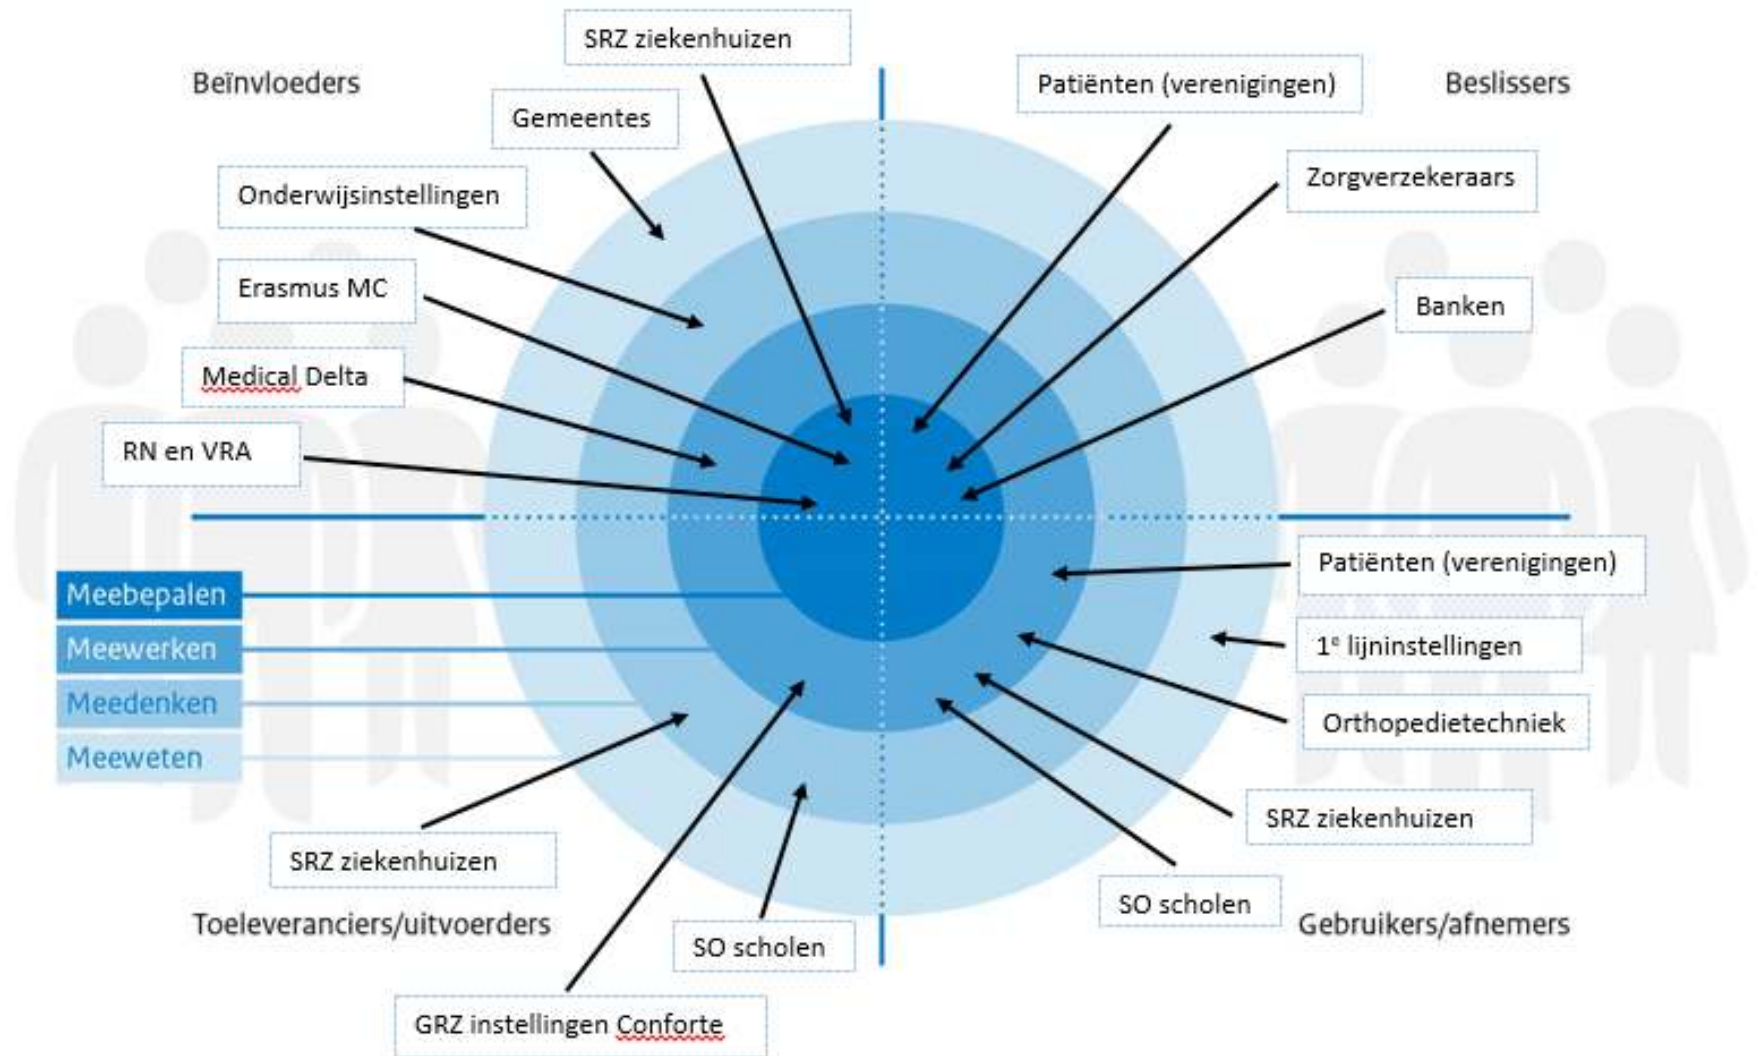 SRZ ziekenhuizen
Beïnvloeders
Patiënten (verenigingen)
Beslissers
Gemeentes
Onderwijsinstellingen
Zorgverzekeraars
Erasmus MC
Banken
Medical Delta
RN en VRA
Patiënten (verenigingen)
Meebepalen
1e lijninstellingen
Meewerken
Meedenken
Orthopedietechniek
Meeweten
SRZ ziekenhuizen
SRZ ziekenhuizen
SO scholen
Toeleveranciers/uitvoerders
Gebruikers/afnemers
SO scholen
GRZ instellingen Conforte